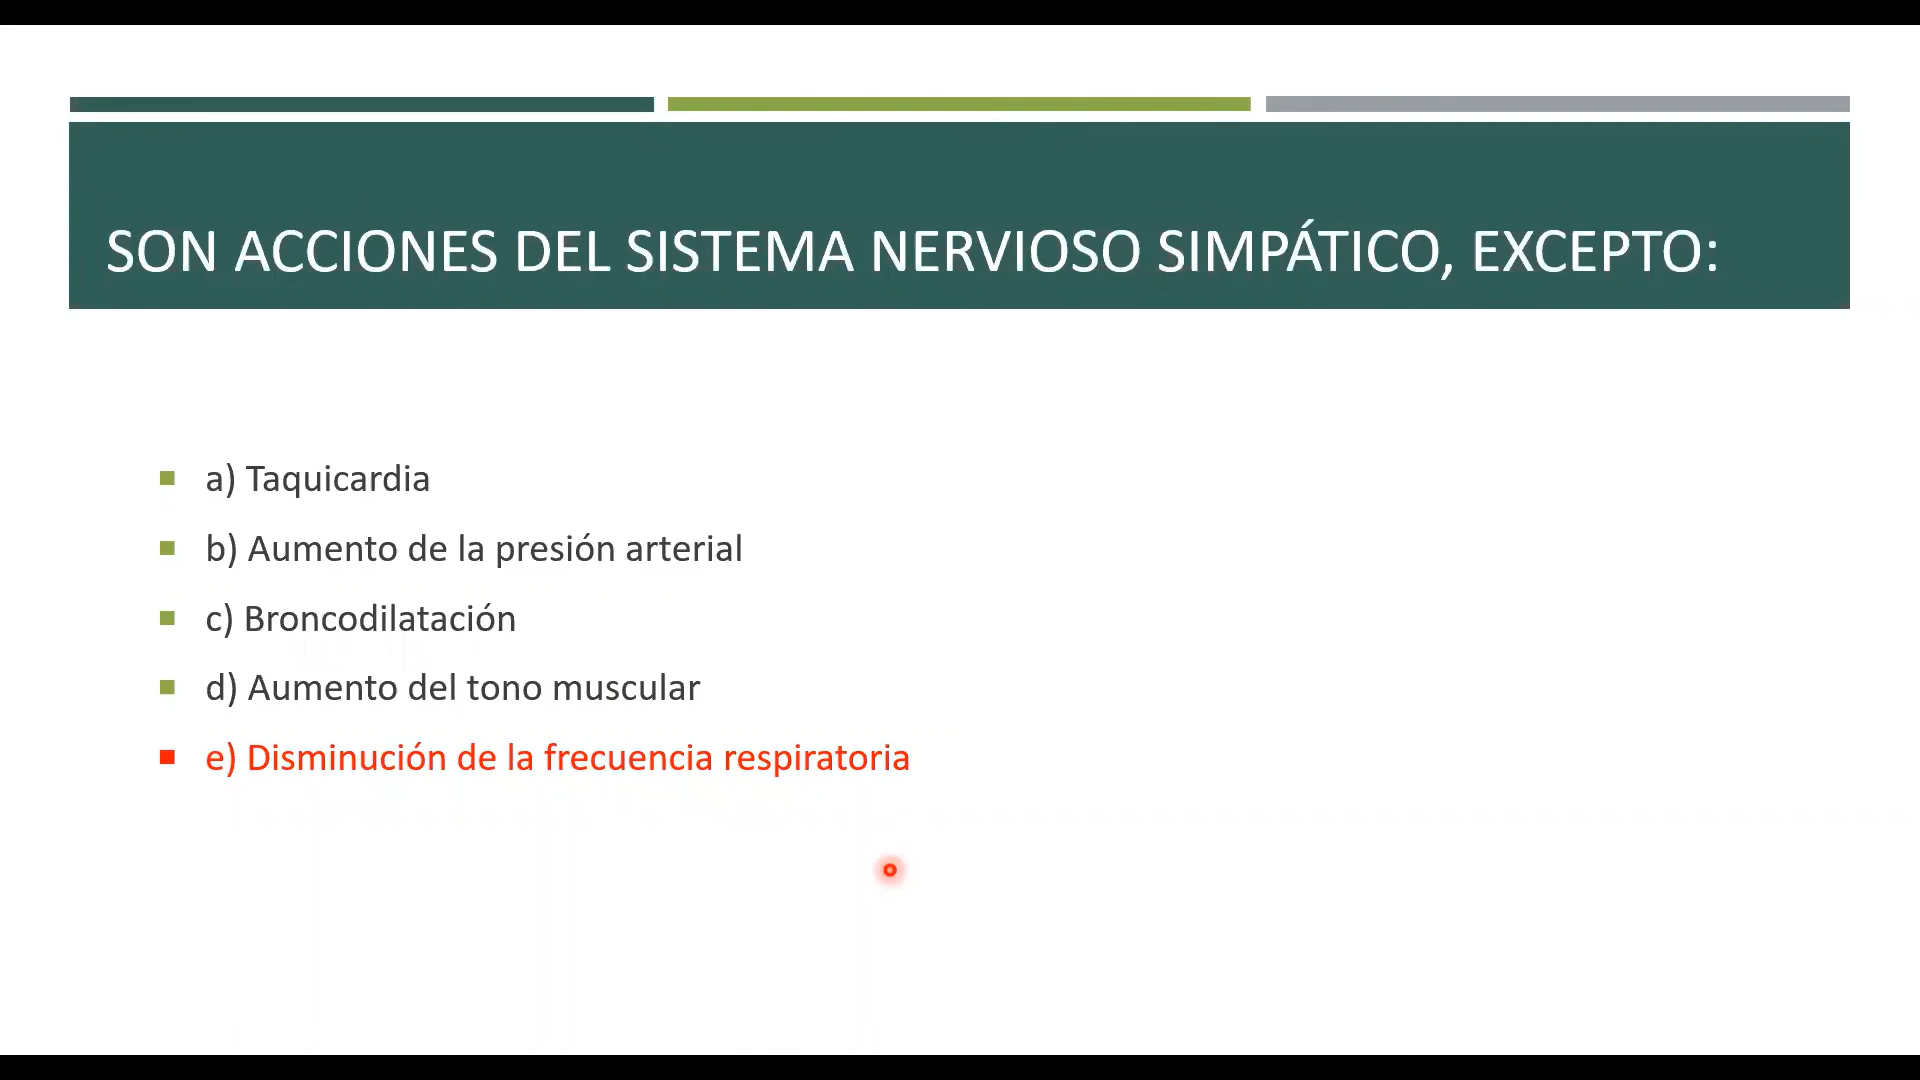 SON ACCIONES DEL SISTEMA NERVIOSO SIMPÁTICO, EXCEPTO:
a) Taquicardia
b) Aumento de la presión arterial
c) Broncodilatación
d) Aumento del tono muscular
e) Disminución de la frecuencia respiratoria